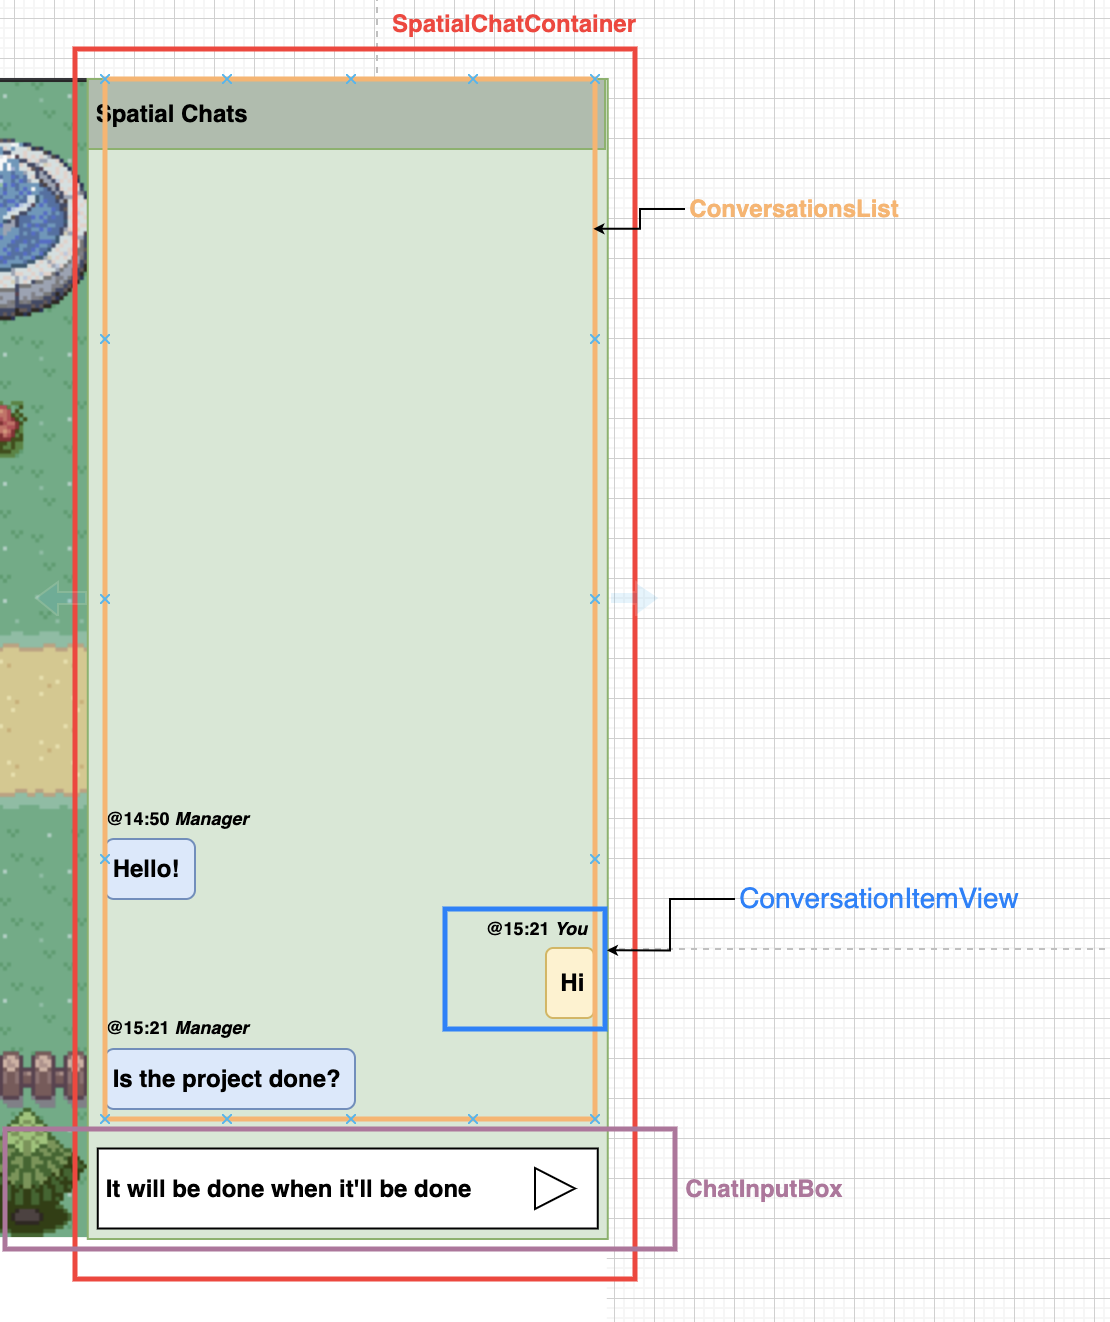 SpatialChatContainer
Spatial Chats
ConversationsList
@14:50 Manager
Hello!
ConversationItemView
@15:21 You
Hi
@15:21 Manager
Is the project done?
It will be done when it'll be done
ChatInputBox